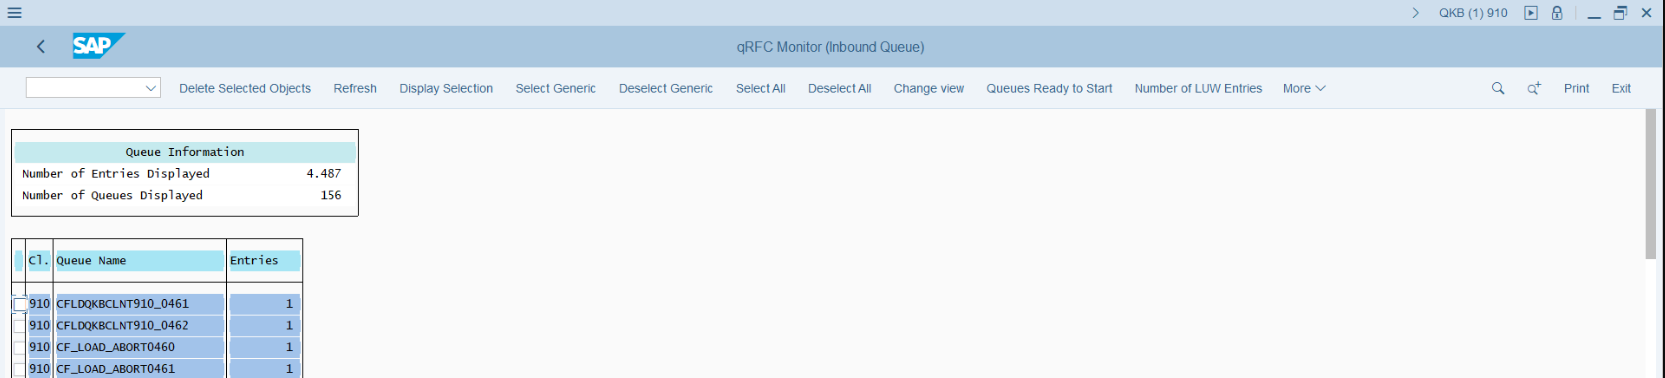 QKB (1) 910
SAP
qRFC Monitor (Inbound Queue)
Delete Selected Objects Refresh Display Selection Select Generic Deselect Generic Select All Deselect All Change view Queues Ready to Start Number of LUW Entries More Print Exit
Queue Information
Number of Entries Displayed 4.487
Number of Queues Displayed 156
Cl. Queue Name Entries
910 CFLDQKBCLNT910_0461 1
910 CFLDQKBCLNT910_0462 1
910 CF_LOAD_ABORT0460 1
910 CF_LOAD_ABORT0461 1